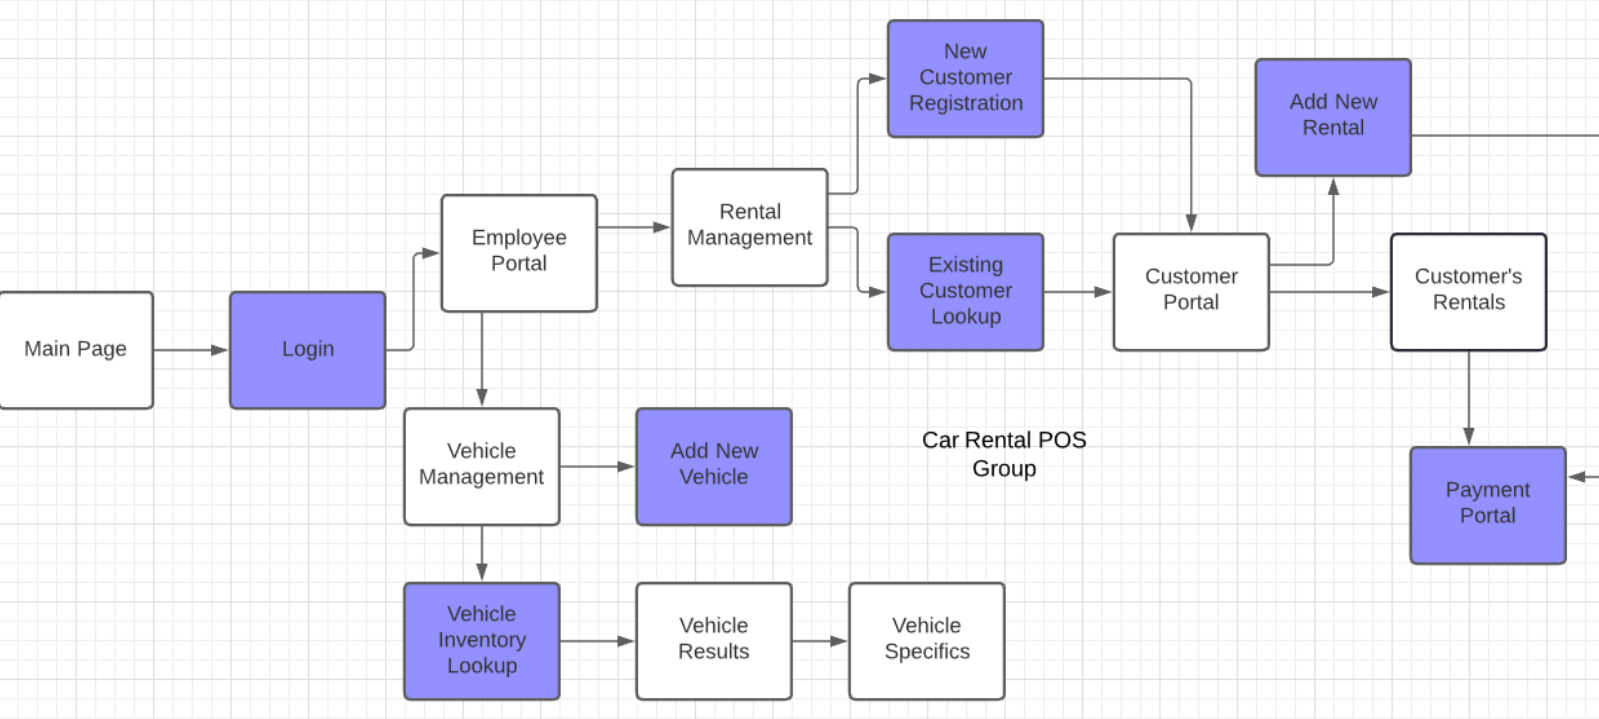 New
Customer
Registration
Add New
Rental
Rental
Management
Employee
Portal
Existing
Customer
Lookup
Customer
Portal
Customer's
Rentals
Main Page
Login
Vehicle
Management
Add New
Vehicle
Car Rental POS
Group
Payment
Portal
Vehicle
Inventory
Lookup
Vehicle
Results
Vehicle
Specifics